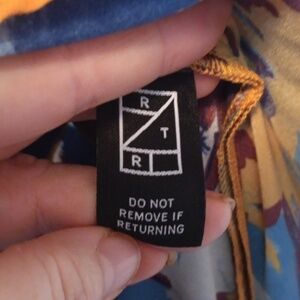 R
T
R
DO NOT
REMOVE IF
RETURNING